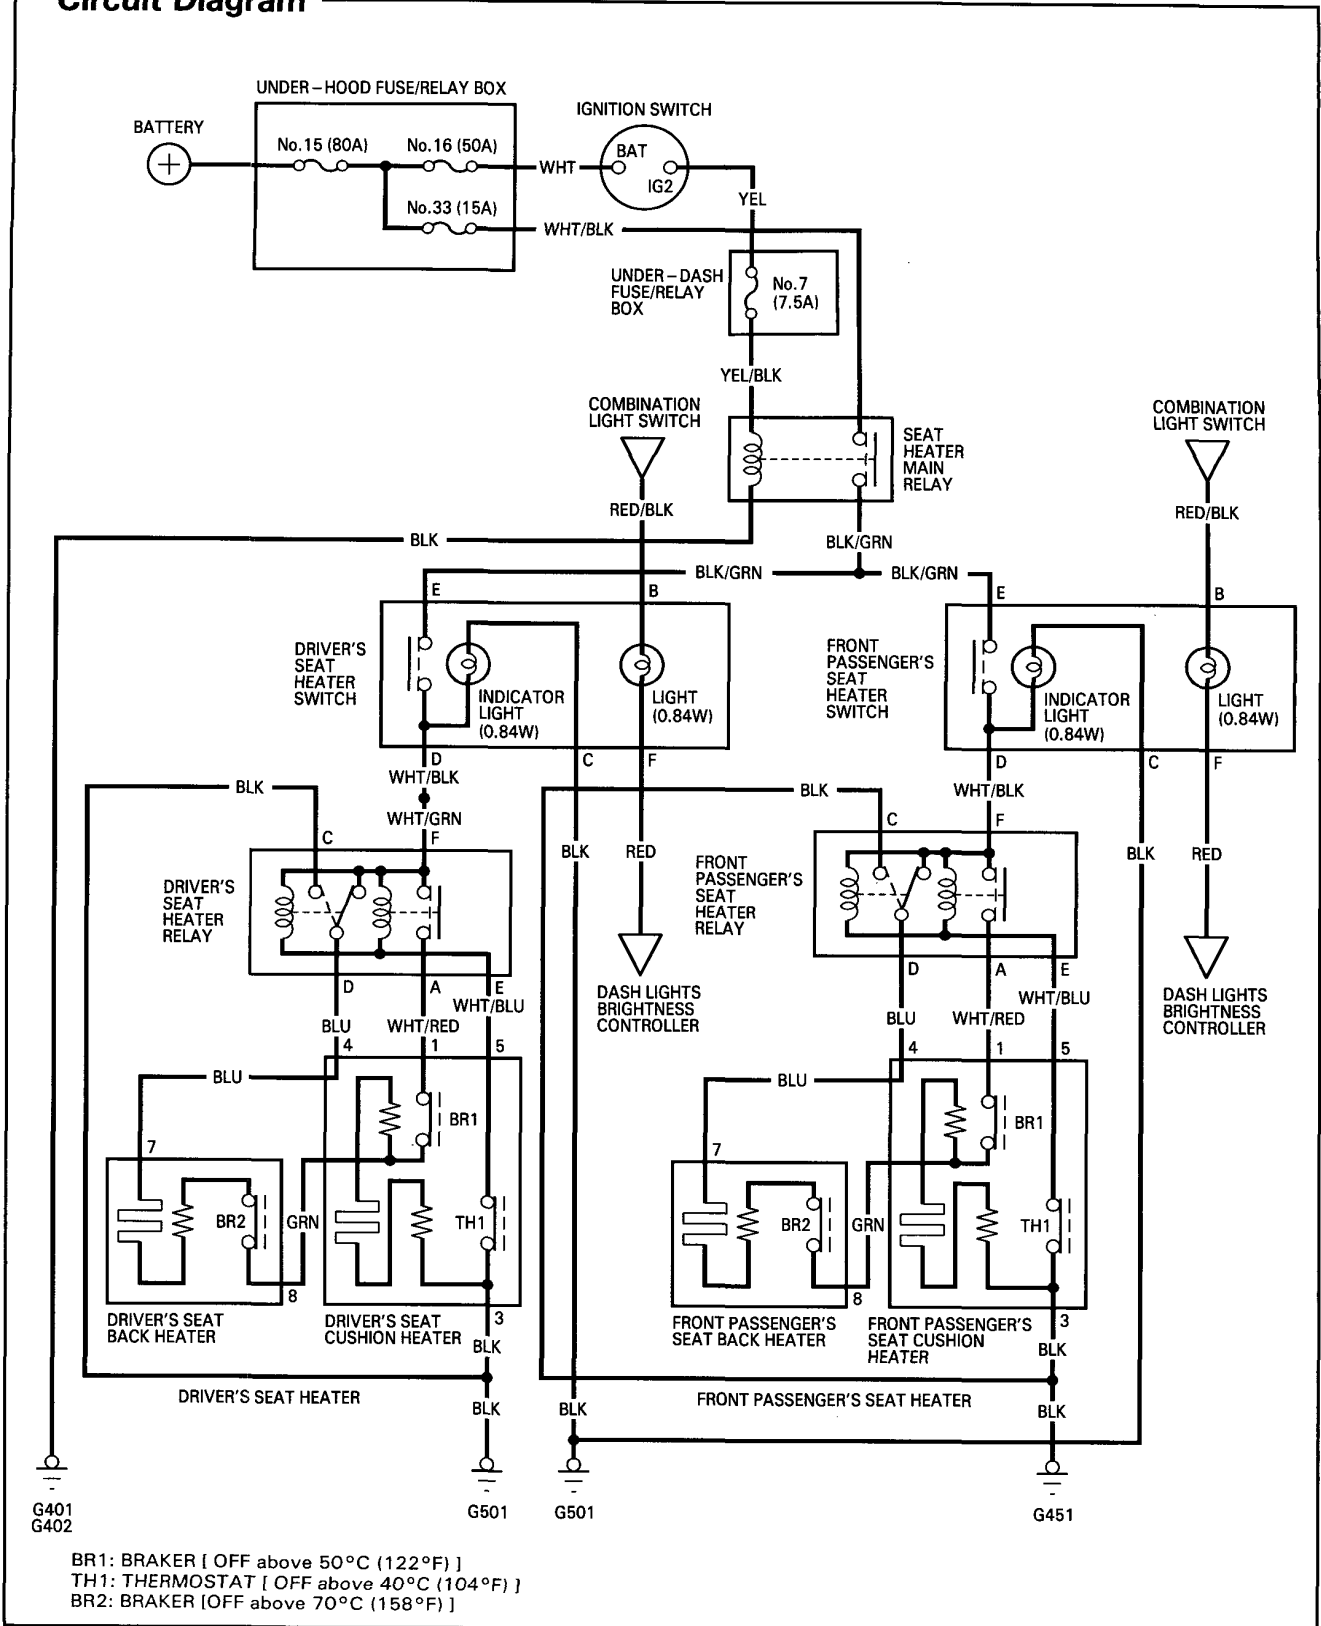 Circuit Diagram
UNDER-HOOD FUSE/RELAY BOX
BATTERY
No.15 (80A)
No.16 (50A)
No.33 (15A)
WHT
WHT/BLK
IGNITION SWITCH
BAT
IG2
YEL
UNDER-DASH
FUSE/RELAY
BOX
No.7
(7.5A)
YEL/BLK
COMBINATION
LIGHT SWITCH
RED/BLK
SEAT
HEATER
MAIN
RELAY
COMBINATION
LIGHT SWITCH
RED/BLK
BLK
BLK/GRN
BLK/GRN
BLK/GRN
E
B
E
B
DRIVER'S
SEAT
HEATER
SWITCH
INDICATOR
LIGHT
(0.84W)
LIGHT
(0.84W)
FRONT
PASSENGER'S
SEAT
HEATER
SWITCH
INDICATOR
LIGHT
(0.84W)
LIGHT
(0.84W)
D
C
F
D
C
F
WHT/BLK
WHT/GRN
BLK
C
F
DRIVER'S
SEAT
HEATER
RELAY
BLK
RED
WHT/BLK
BLK
C
F
FRONT
PASSENGER'S
SEAT
HEATER
RELAY
BLK
RED
D
A
E
WHT/BLU
BLU
WHT/RED
4
1
5
DASH LIGHTS
BRIGHTNESS
CONTROLLER
D
A
E
WHT/BLU
BLU
WHT/RED
4
1
5
DASH LIGHTS
BRIGHTNESS
CONTROLLER
BLU
BR1
7
BR2
GRN
TH1
8
3
BLU
BR1
7
BR2
GRN
TH1
8
3
DRIVER'S SEAT
BACK HEATER
DRIVER'S SEAT
CUSHION HEATER
BLK
FRONT PASSENGER'S
SEAT BACK HEATER
FRONT PASSENGER'S
SEAT CUSHION
HEATER
BLK
DRIVER'S SEAT HEATER
BLK
BLK
FRONT PASSENGER'S SEAT HEATER
BLK
G401
G402
G501
G501
G451
BR1: BRAKER [ OFF above 50°C (122°F) ]
TH1: THERMOSTAT [ OFF above 40°C (104°F) ]
BR2: BRAKER [OFF above 70°C (158°F) ]